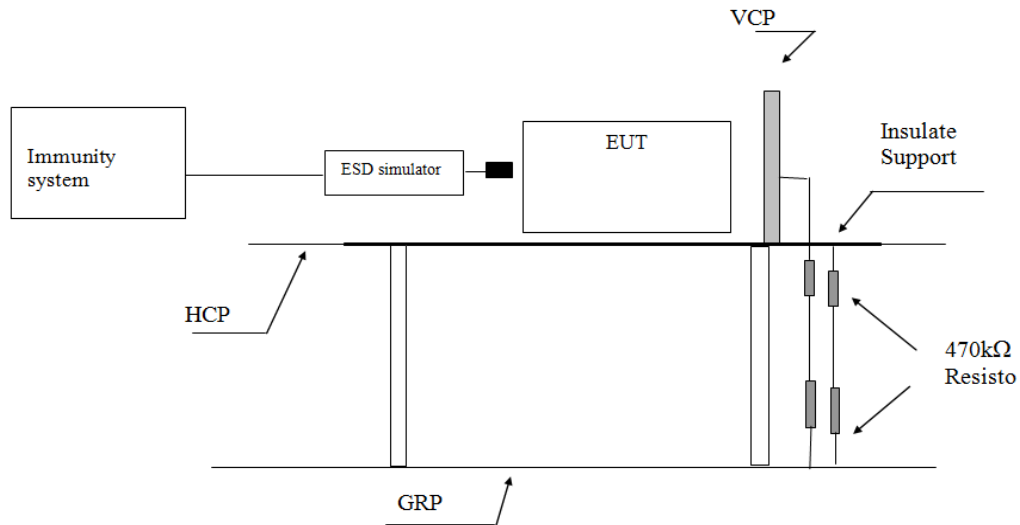 VCP
Immunity
system
ESD simulator
EUT
Insulate
Support
HCP
470kΩ
Resisto
GRP